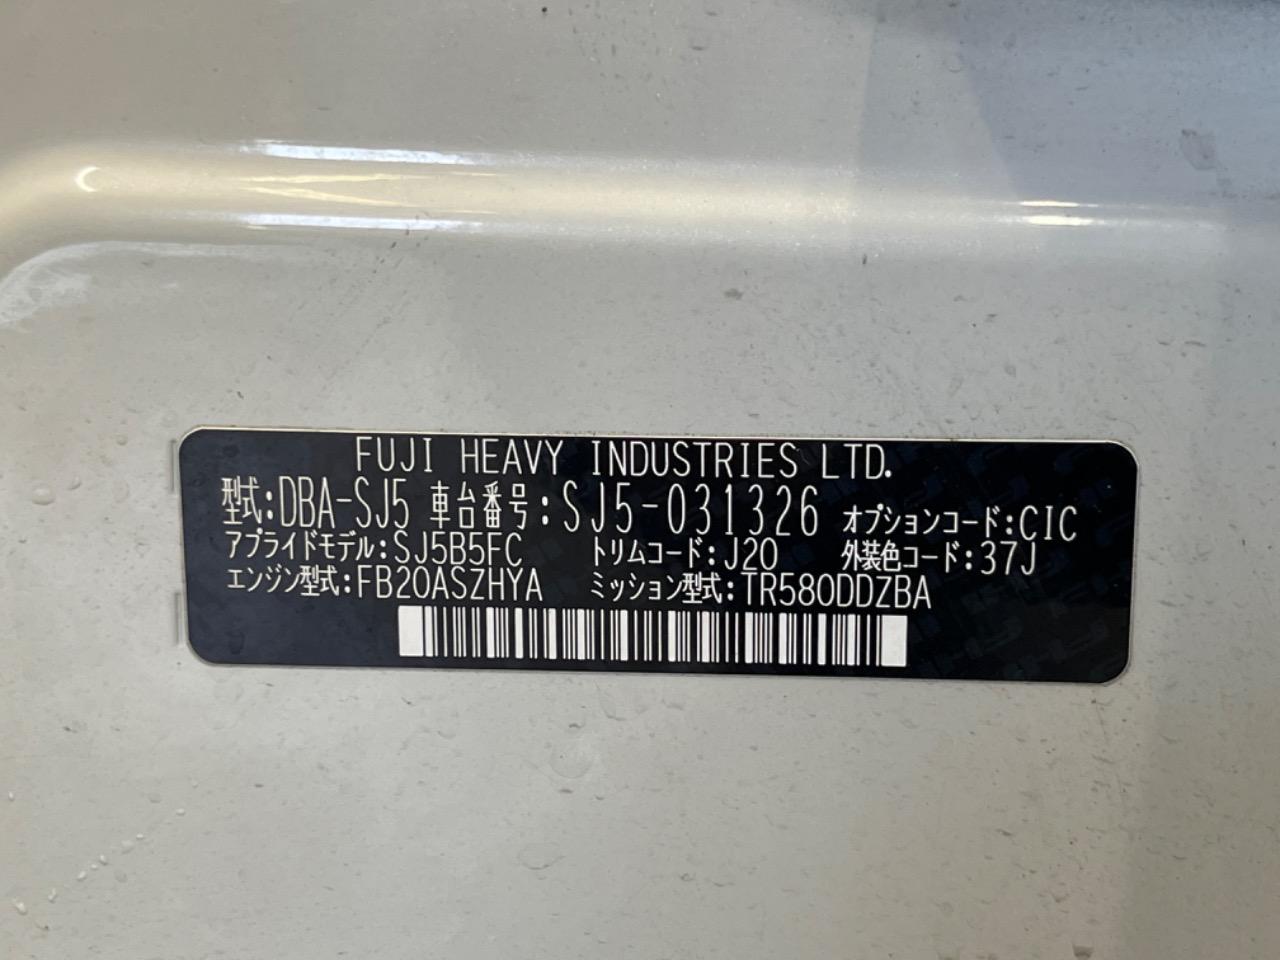 FUJI HEAVY INDUSTRIES LTD.
型式:DBA-SJ5 車台番号:SJ5-031326 オプションコード:CIC
アプライドモデル:SJ5B5FC トリムコード:J20 外装色コード:37J
エンジン型式:FB20ASZHYA ミッション型式:TR580DDZBA